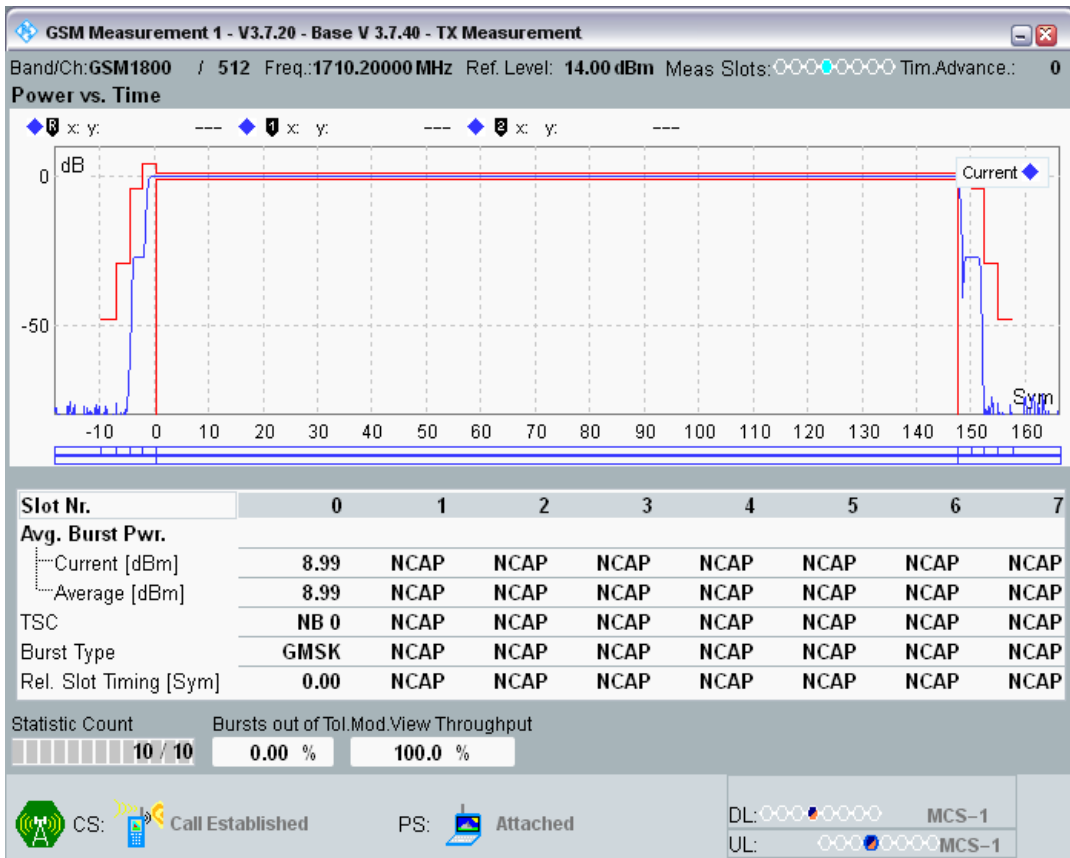 GSM Measurement 1 - V3.7.20 - Base V 3.7.40 - TX Measurement
Band/Ch:GSM1800 / 512 Freq.:1710.20000 MHz Ref. Level: 14.00 dBm Meas Slots: Tim.Advance.: 0
Power vs. Time
R x: y: --- 1 x: y: --- 2 x: y: ---
dB
Current
0
-50
Sym
-10 0 10 20 30 40 50 60 70 80 90 100 110 120 130 140 150 160
Slot Nr. 0 1 2 3 4 5 6 7
Avg. Burst Pwr.
Current [dBm] 8.99 NCAP NCAP NCAP NCAP NCAP NCAP NCAP
Average [dBm] 8.99 NCAP NCAP NCAP NCAP NCAP NCAP NCAP
TSC NB 0 NCAP NCAP NCAP NCAP NCAP NCAP NCAP
Burst Type GMSK NCAP NCAP NCAP NCAP NCAP NCAP NCAP
Rel. Slot Timing [Sym] 0.00 NCAP NCAP NCAP NCAP NCAP NCAP NCAP
Statistic Count Bursts out of Tol.Mod.View Throughput
10 / 10 0.00 % 100.0 %
CS: Call Established PS: Attached
DL: MCS-1
UL: MCS-1